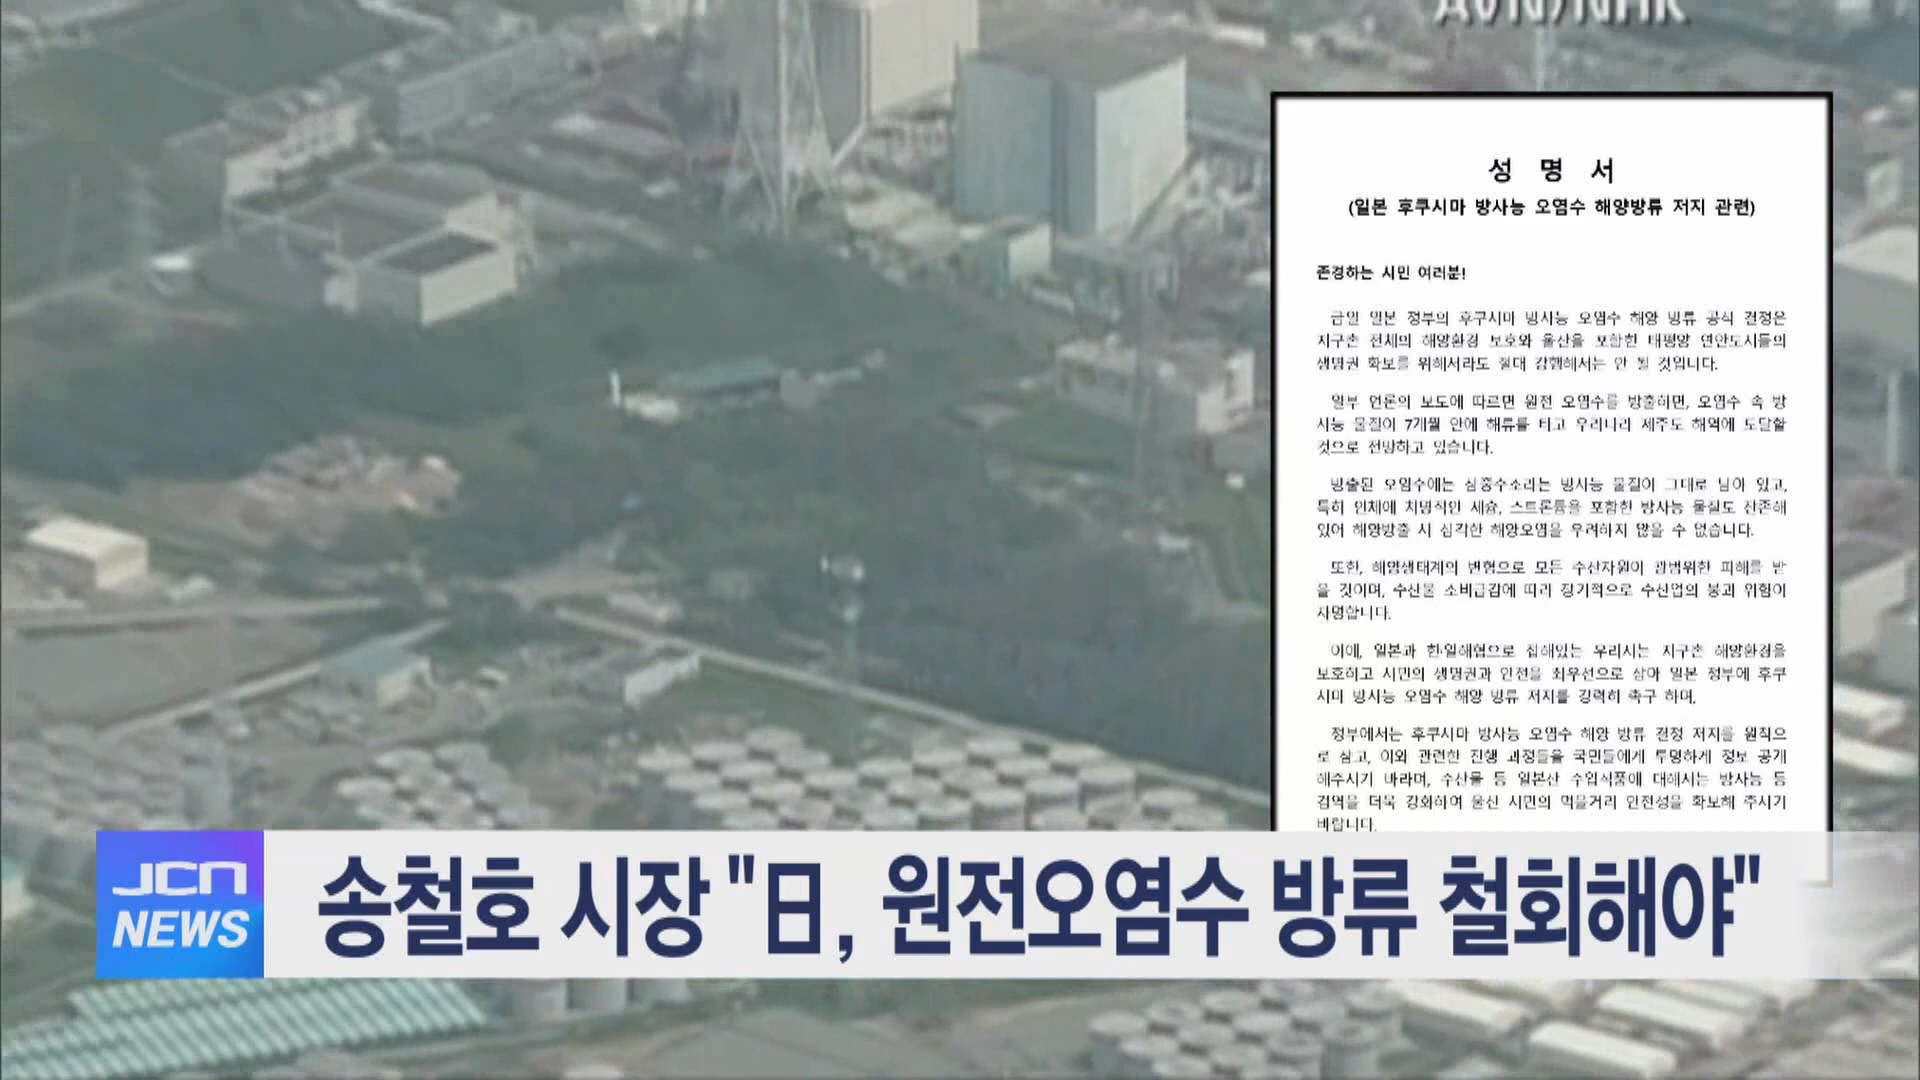 성 명 서
(일본 후쿠시마 방사능 오염수 해양방류 저지 관련)
존경하는 시민 여러분!
금일 일본 정부의 후쿠시마 방사능 오염수 해양 방류 공식 결정은
지구촌 전체의 해양환경 보호와 울산을 포함한 태평양 연안도시들의
생명권 확보를 위해서라도 절대 강행해서는 안 될 것입니다.
일부 언론의 보도에 따르면 원전 오염수를 방출하면, 오염수 속 방
사능 물질이 7개월 안에 해류를 타고 우리나라 제주도 해역에 도달할
것으로 전망하고 있습니다.
방출된 오염수에는 삼중수소라는 방사능 물질이 그대로 남아 있고,
특히 인체에 치명적인 세슘, 스트론튬을 포함한 방사능 물질도 잔존해
있어 해양방출 시 심각한 해양오염을 우려하지 않을 수 없습니다.
또한, 해양생태계의 변형으로 모든 수산자원이 광범위한 피해를 받
을 것이며, 수산물 소비급감에 따라 장기적으로 수산업의 붕괴 위험이
자명합니다.
이에, 일본과 한·일해협으로 접해있는 우리시는 지구촌 해양환경을
보호하고 시민의 생명권과 안전을 최우선으로 삼아 일본 정부에 후쿠
시마 방사능 오염수 해양 방류 저지를 강력히 촉구 하며,
정부에서는 후쿠시마 방사능 오염수 해양 방류 결정 저지를 원칙으
로 삼고, 이와 관련한 진행 과정들을 국민들에게 투명하게 정보 공개
해주시기 바라며, 수산물 등 일본산 수입식품에 대해서는 방사능 등
검역을 더욱 강화하여 울산 시민의 먹을거리 안전성을 확보해 주시기
바랍니다.
JCN
NEWS
송철호 시장 "日, 원전오염수 방류 철회해야"